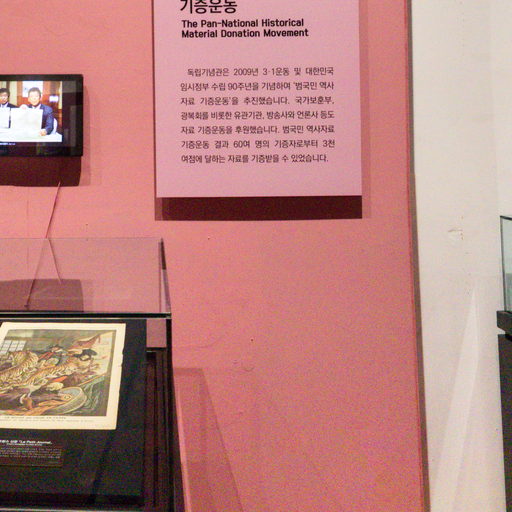 기증운동
The Pan-National Historical
Material Donation Movement
독립기념관은 2009년 3·1운동 및 대한민국
임시정부 수립 90주년을 기념하여 '범국민 역사
자료 기증운동'을 추진했습니다. 국가보훈부,
광복회를 비롯한 유관기관, 방송사와 언론사 등도
자료 기증운동을 후원했습니다. 범국민 역사자료
기증운동 결과 60여 명의 기증자로부터 3천
여점에 달하는 자료를 기증받을 수 있었습니다.
"Le Petit Journal,